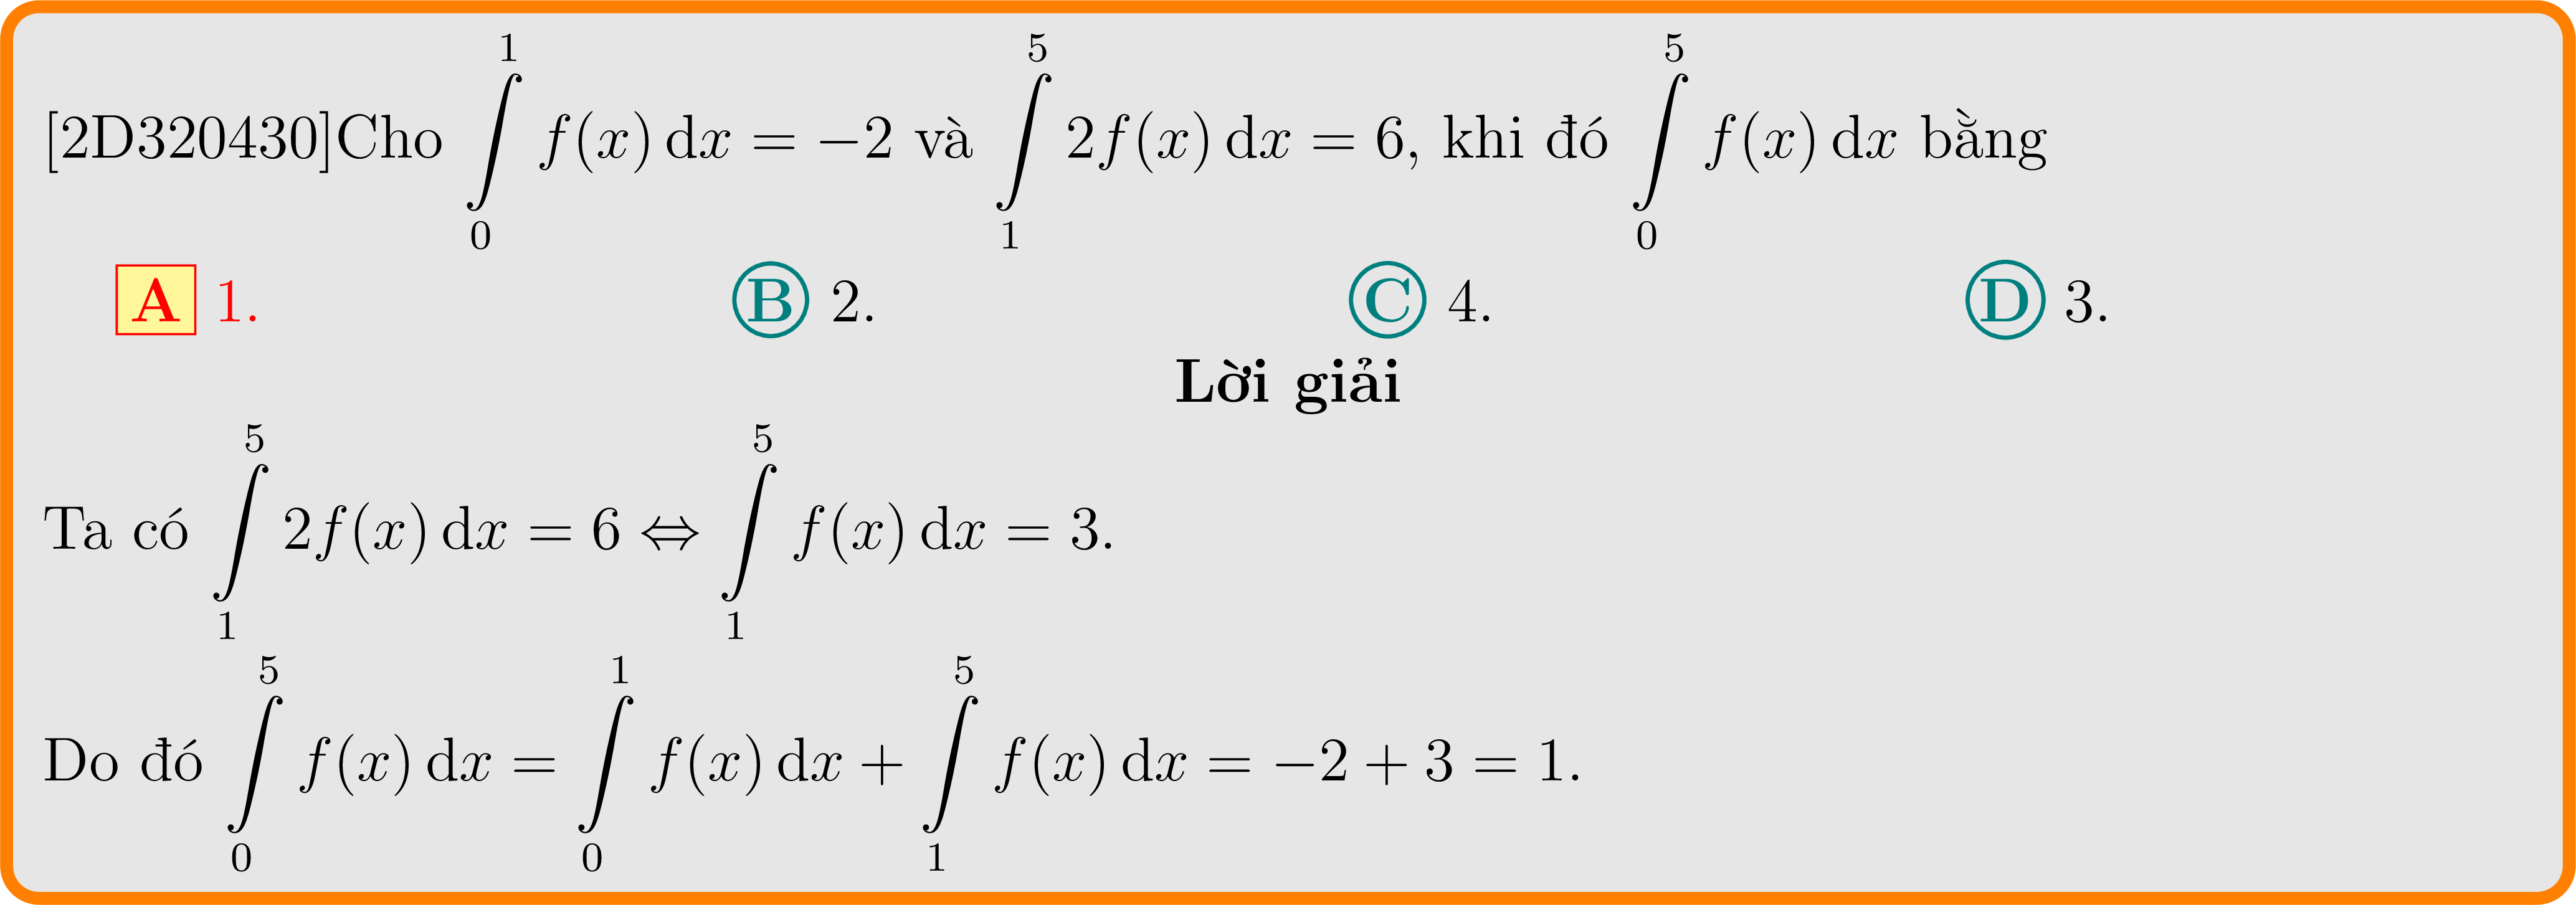 [2D320430]Cho $\int\limits_0^1 f(x)\,\mathrm{d}x = -2$ và $\int\limits_1^5 2f(x)\,\mathrm{d}x = 6$, khi đó $\int\limits_0^5 f(x)\,\mathrm{d}x$ bằng
A 1. B 2. C 4. D 3.
Lời giải
Ta có $\int\limits_1^5 2f(x)\,\mathrm{d}x = 6 \Leftrightarrow \int\limits_1^5 f(x)\,\mathrm{d}x = 3.$
Do đó $\int\limits_0^5 f(x)\,\mathrm{d}x = \int\limits_0^1 f(x)\,\mathrm{d}x + \int\limits_1^5 f(x)\,\mathrm{d}x = -2 + 3 = 1.$